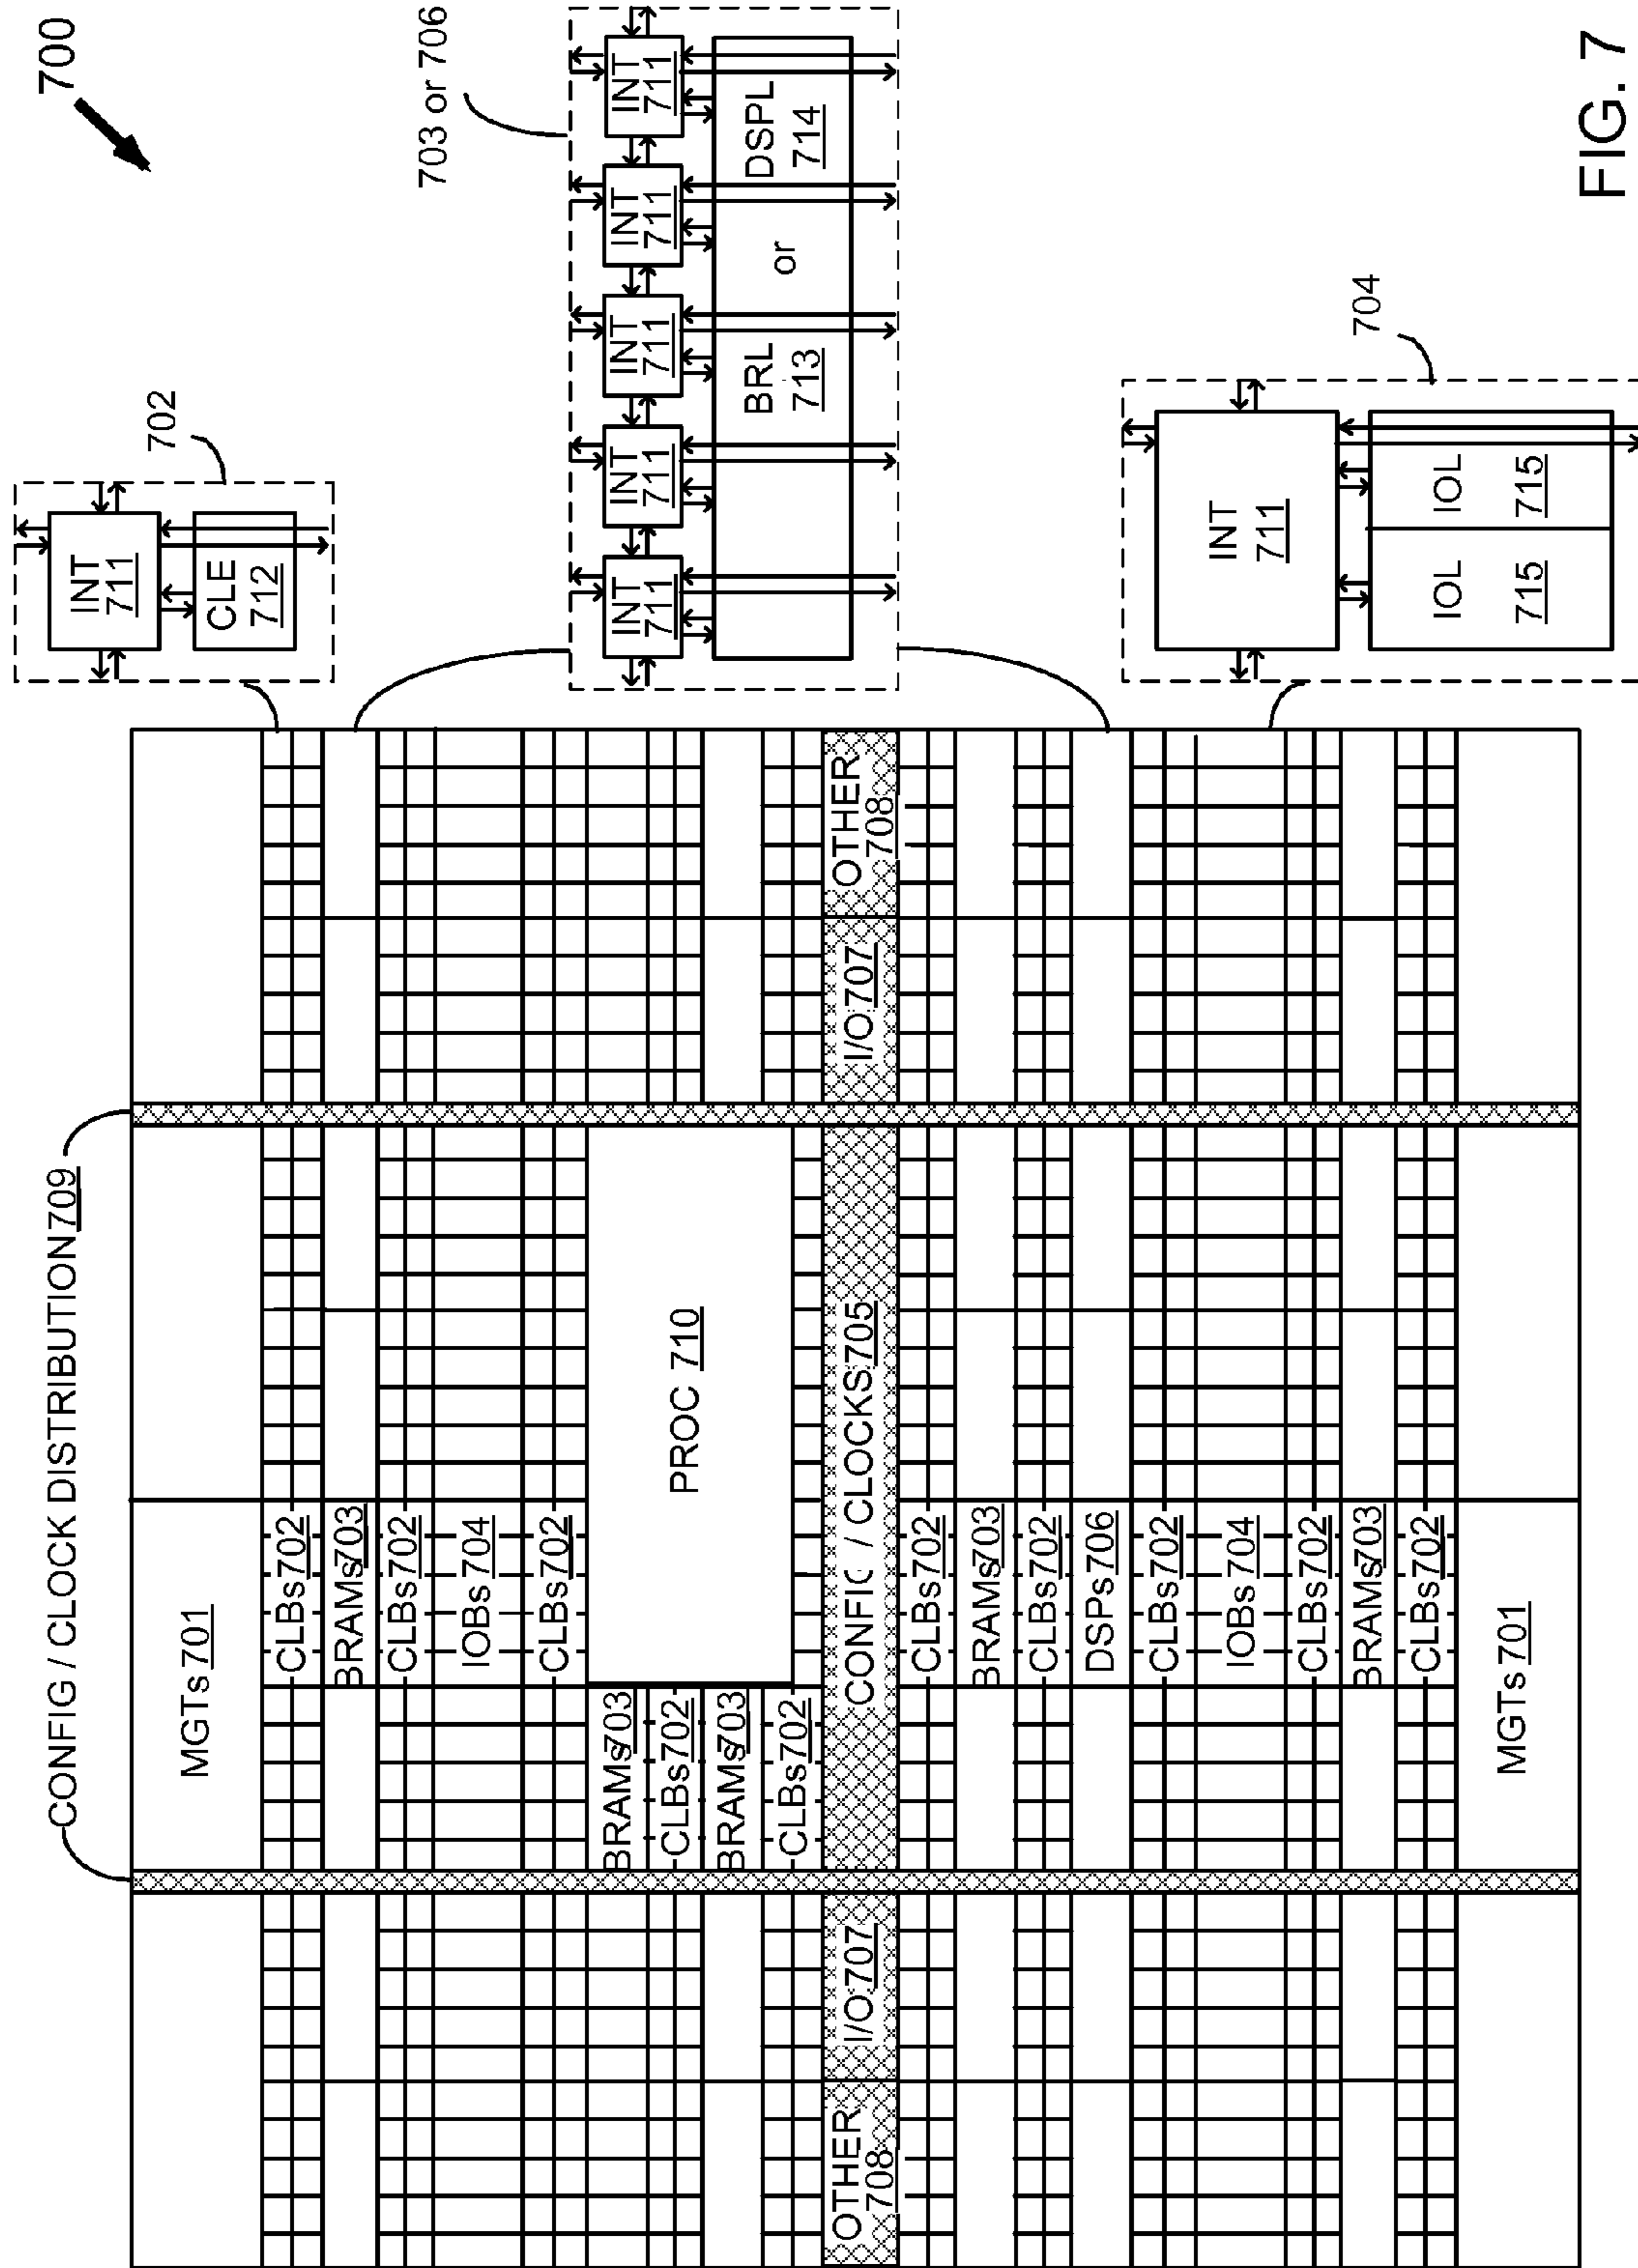 700
CONFIG / CLOCK DISTRIBUTION 709
MGTs 701
CLBs 702
BRAMs 703
CLBs 702
IOBs 704
CLBs 702
BRAMs 703
CLBs 702
BRAMs 703
CLBs 702
PROC 710
OTHER
708
I/O 707
CONFIG / CLOCKS 705
I/O 707
OTHER
708
CLBs 702
BRAMs 703
CLBs 702
DSPs 706
CLBs 702
IOBs 704
CLBs 702
BRAMs 703
CLBs 702
MGTs 701
INT
711
CLE
712
702
703 or 706
INT
711
INT
711
INT
711
INT
711
INT
711
BRL
713
or
DSPL
714
704
INT
711
IOL
715
IOL
715
FIG. 7